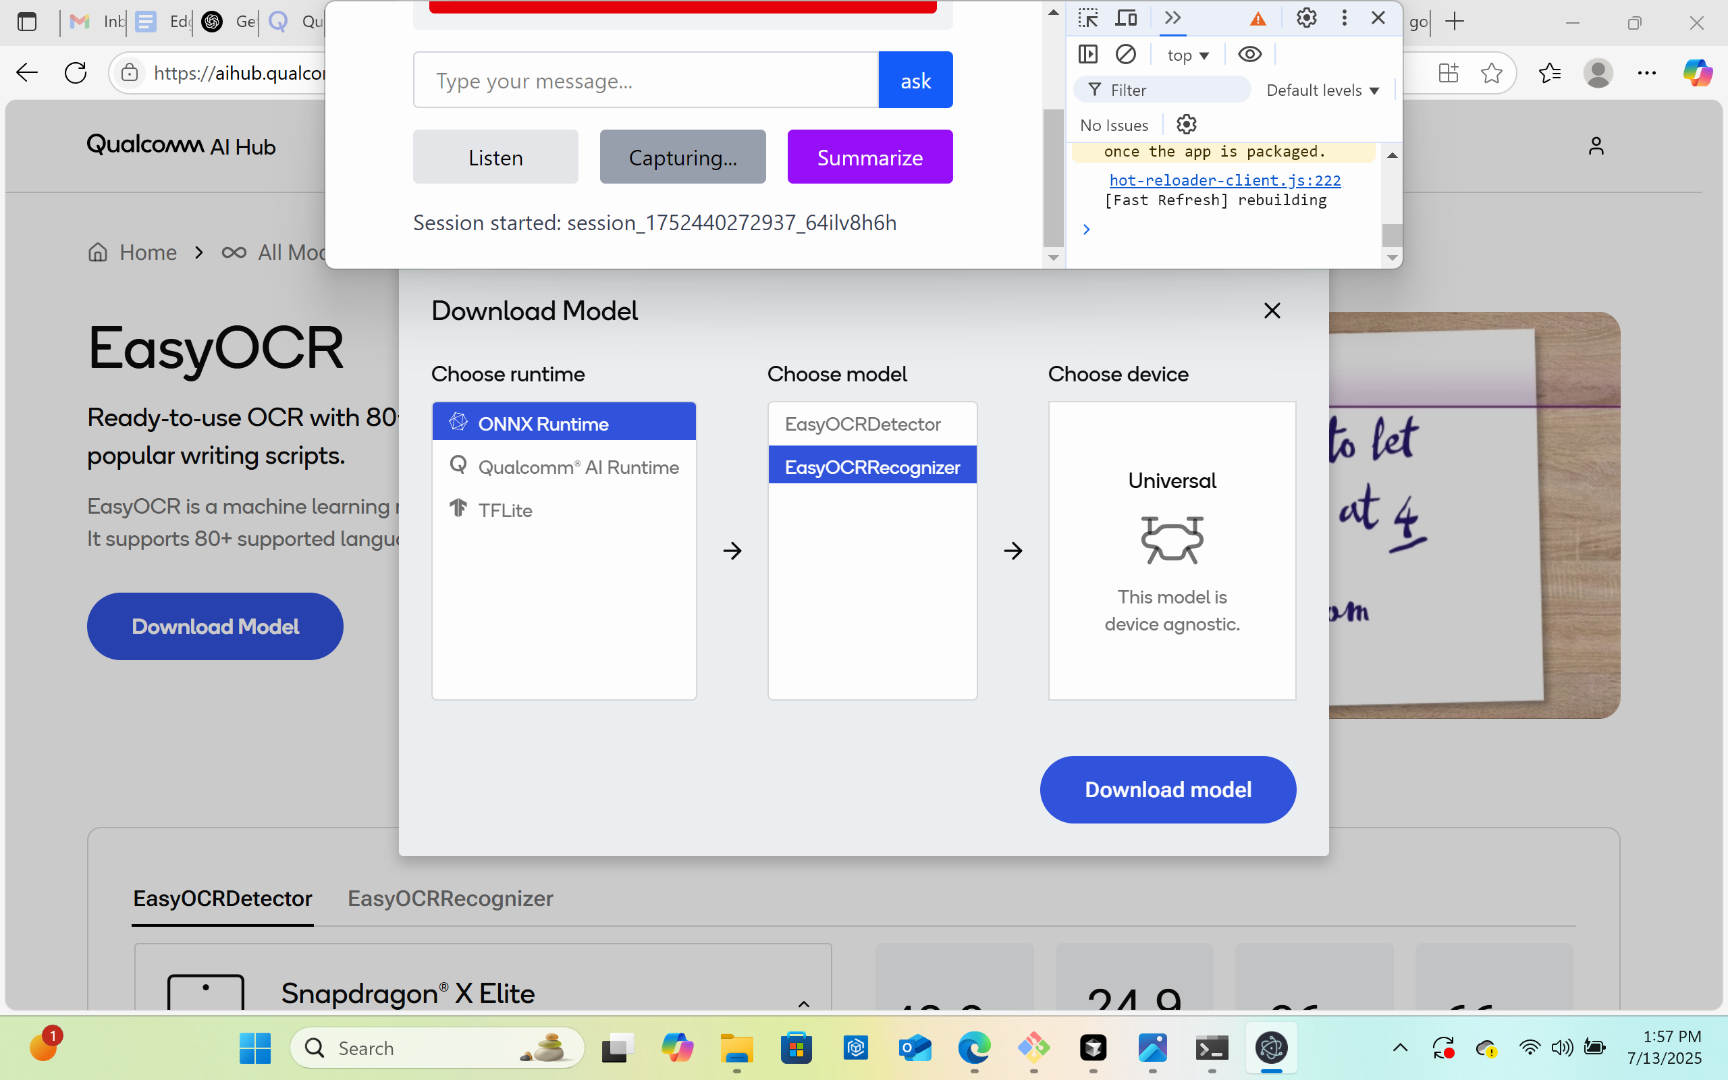 Inb
Ed
Ge
Qu
go
https://aihub.qualcon
Type your message...
ask
Listen
Capturing...
Summarize
Session started: session_1752440272937_64ilv8h6h
top
Filter
Default levels
No Issues
once the app is packaged.
hot-reloader-client.js:222
[Fast Refresh] rebuilding
Qualcomm AI Hub
Home
All Mod
EasyOCR
Ready-to-use OCR with 80+
popular writing scripts.
EasyOCR is a machine learning
It supports 80+ supported langu
Download Model
Download Model
Choose runtime
Choose model
Choose device
ONNX Runtime
Qualcomm® AI Runtime
TFLite
EasyOCRDetector
EasyOCRRecognizer
Universal
This model is
device agnostic.
Download model
to let
at 4
om
EasyOCRDetector
EasyOCRRecognizer
Snapdragon® X Elite
24.9
1
Search
1:57 PM
7/13/2025